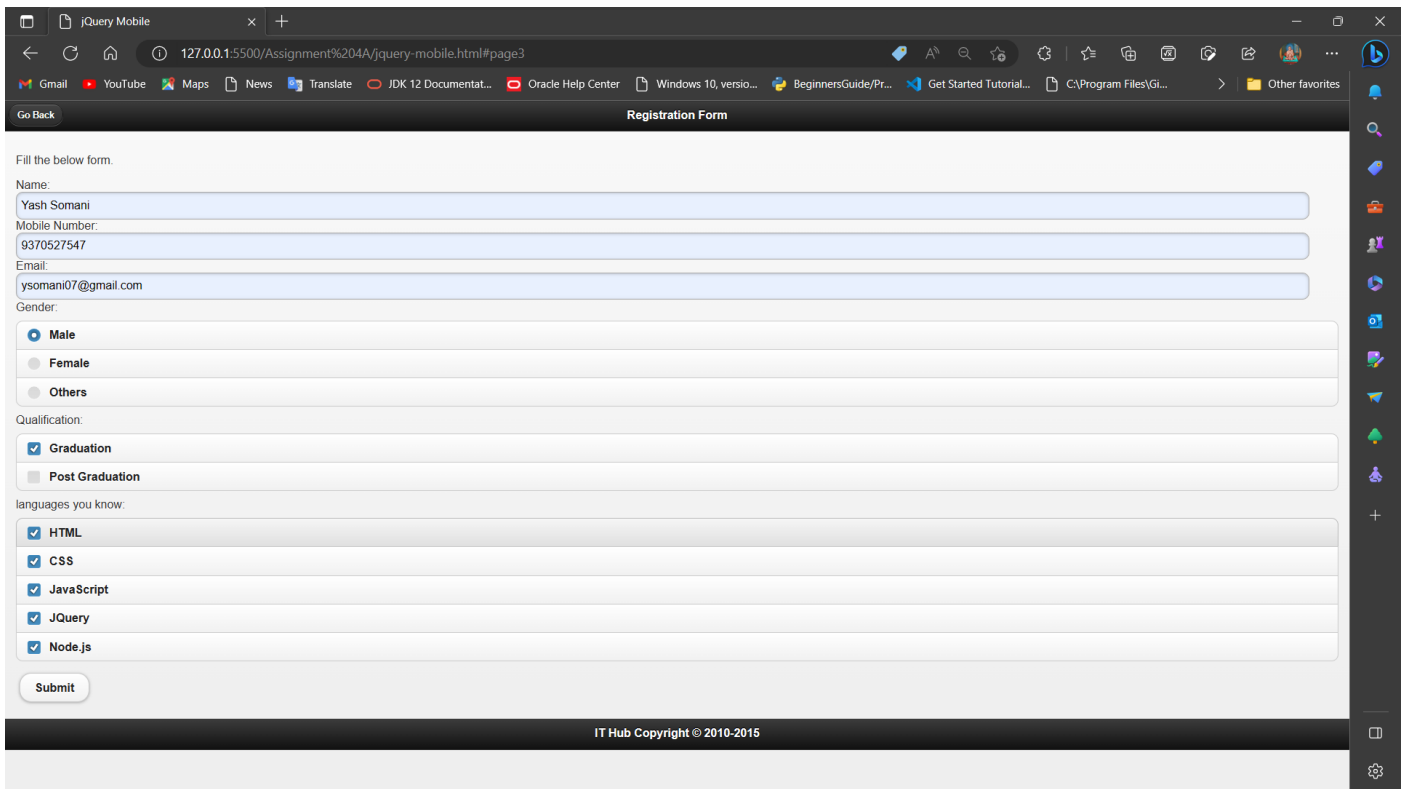 jQuery Mobile
127.0.0.1:5500/Assignment%204A/jquery-mobile.html#page3
Gmail YouTube Maps News Translate JDK 12 Documentat... Oracle Help Center Windows 10, versio... BeginnersGuide/Pr... Get Started Tutorial... C:\Program Files\Gi... Other favorites
Go Back Registration Form
Fill the below form.
Name:
Yash Somani
Mobile Number:
9370527547
Email:
ysomani07@gmail.com
Gender:
Male
Female
Others
Qualification:
Graduation
Post Graduation
languages you know:
HTML
CSS
JavaScript
JQuery
Node.js
Submit
IT Hub Copyright © 2010-2015